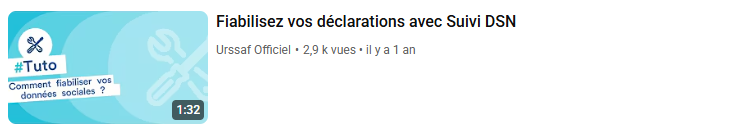 #Tuto
Comment fiabiliser vos
données sociales ?
1:32
Fiabilisez vos déclarations avec Suivi DSN
Urssaf Officiel • 2,9 k vues • il y a 1 an